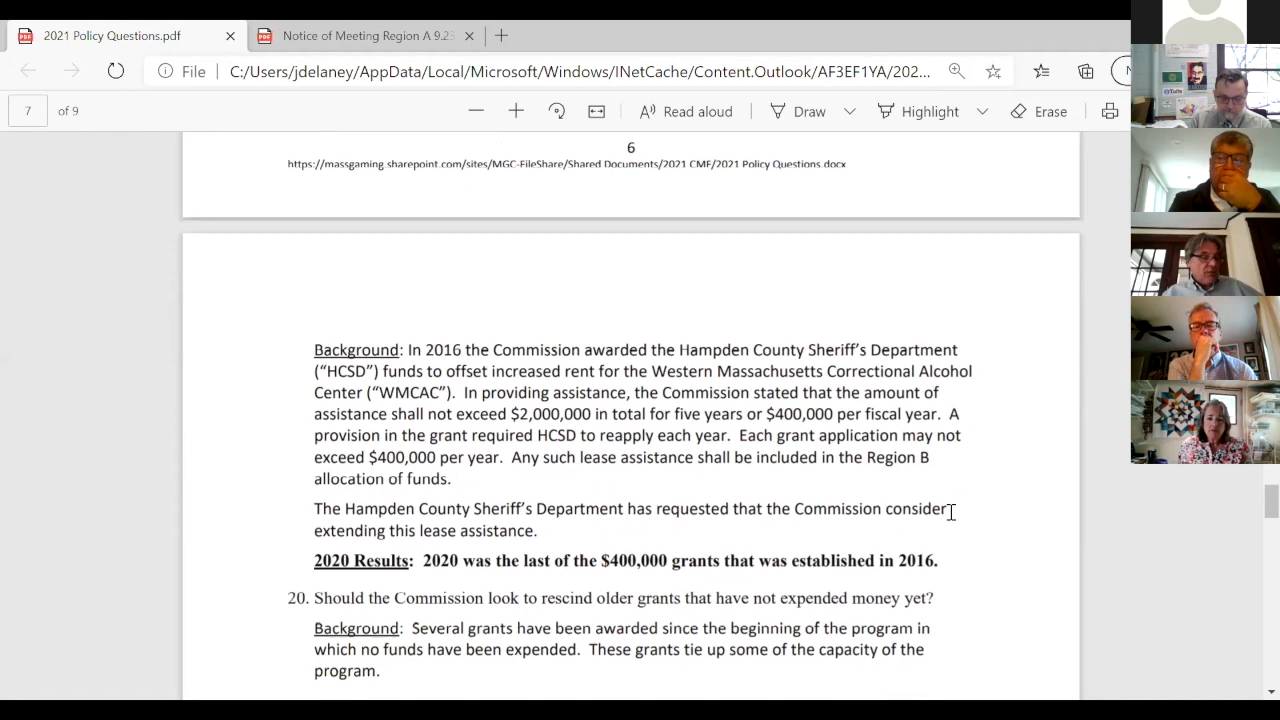 2021 Policy Questions.pdf
Notice of Meeting Region A 9.2
File
C:/Users/jdelaney/AppData/Local/Microsoft/Windows/INetCache/Content.Outlook/AF3EF1YA/202...
7 of 9
Read aloud
Draw
Highlight
Erase
6
https://massgaming.sharepoint.com/sites/MGC-FileShare/Shared Documents/2021 CMF/2021 Policy Questions.docx
Background: In 2016 the Commission awarded the Hampden County Sheriff's Department
("HCSD") funds to offset increased rent for the Western Massachusetts Correctional Alcohol
Center ("WMCAC"). In providing assistance, the Commission stated that the amount of
assistance shall not exceed $2,000,000 in total for five years or $400,000 per fiscal year. A
provision in the grant required HCSD to reapply each year. Each grant application may not
exceed $400,000 per year. Any such lease assistance shall be included in the Region B
allocation of funds.
The Hampden County Sheriff's Department has requested that the Commission consider
extending this lease assistance.
2020 Results: 2020 was the last of the $400,000 grants that was established in 2016.
20. Should the Commission look to rescind older grants that have not expended money yet?
Background: Several grants have been awarded since the beginning of the program in
which no funds have been expended. These grants tie up some of the capacity of the
program.